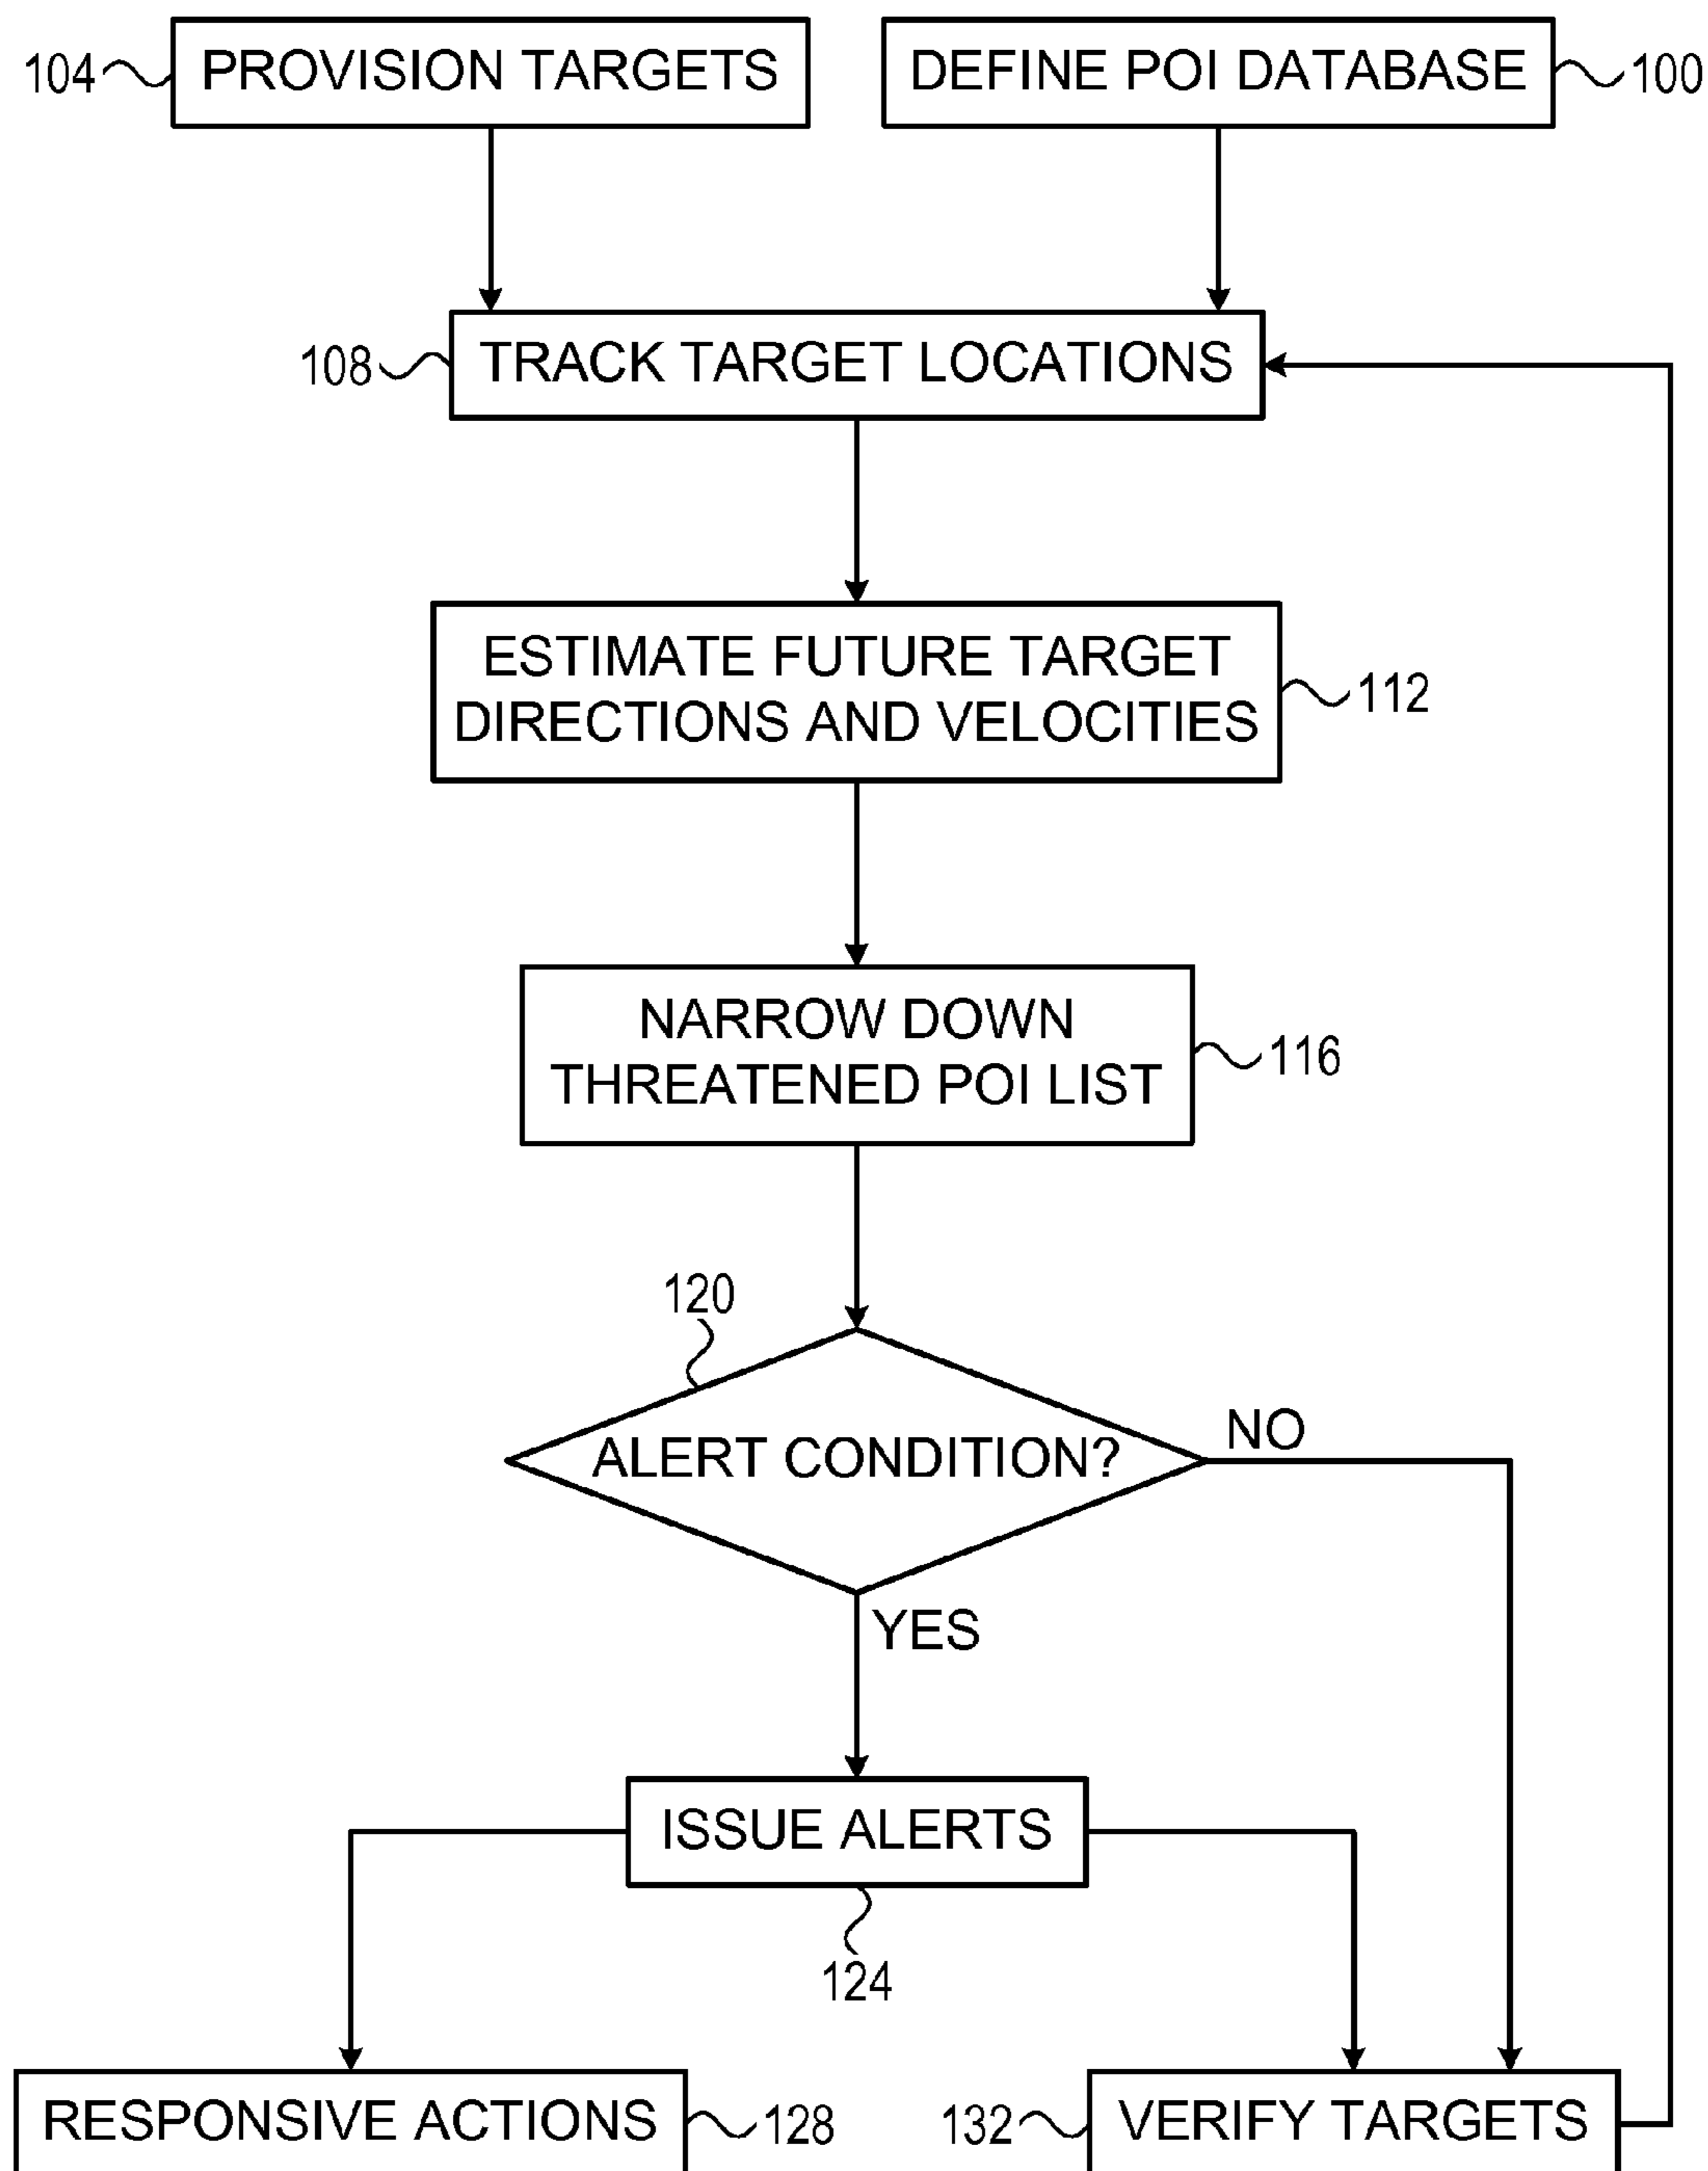 104
PROVISION TARGETS
DEFINE POI DATABASE
100
108
TRACK TARGET LOCATIONS
ESTIMATE FUTURE TARGET
DIRECTIONS AND VELOCITIES
112
NARROW DOWN
THREATENED POI LIST
116
120
ALERT CONDITION?
NO
YES
ISSUE ALERTS
124
RESPONSIVE ACTIONS
128
132
VERIFY TARGETS